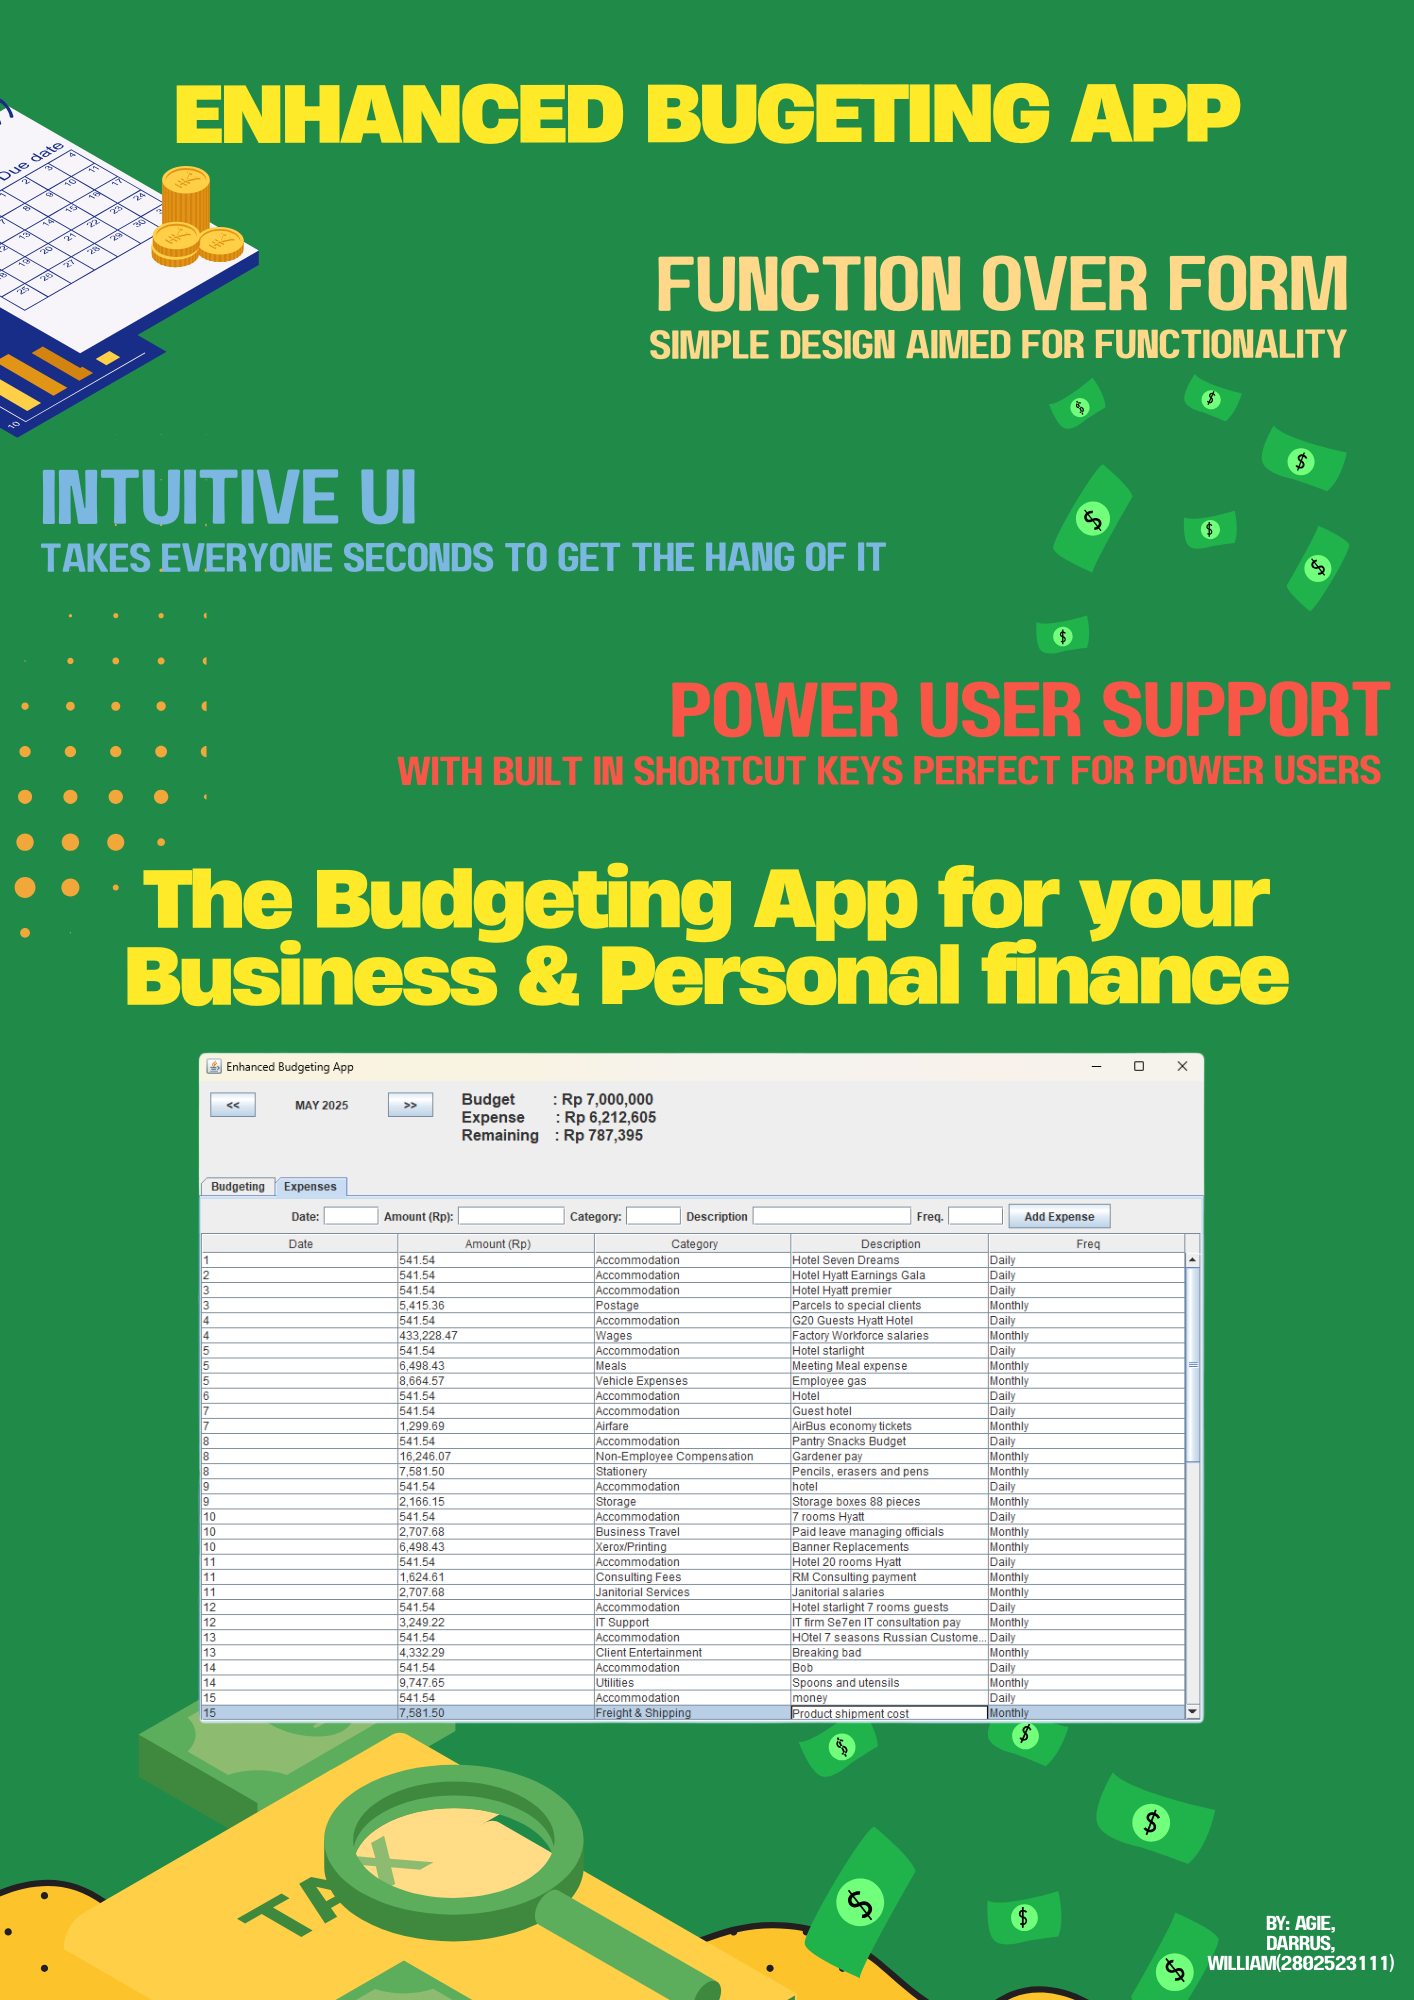 ENHANCED BUGETING APP
Due date
FUNCTION OVER FORM
SIMPLE DESIGN AIMED FOR FUNCTIONALITY
INTUITIVE UI
TAKES EVERYONE SECONDS TO GET THE HANG OF IT
POWER USER SUPPORT
WITH BUILT IN SHORTCUT KEYS PERFECT FOR POWER USERS
The Budgeting App for your
Business & Personal finance
Enhanced Budgeting App
<< MAY 2025 >>
Budget : Rp 7,000,000
Expense : Rp 6,212,605
Remaining : Rp 787,395
Budgeting Expenses
Date: Amount (Rp): Category: Description Freq. Add Expense
Date Amount (Rp) Category Description Freq
1 541.54 Accommodation Hotel Seven Dreams Daily
2 541.54 Accommodation Hotel Hyatt Earnings Gala Daily
3 541.54 Accommodation Hotel Hyatt premier Daily
3 5,415.36 Postage Parcels to special clients Monthly
4 541.54 Accommodation G20 Guests Hyatt Hotel Daily
4 433,228.47 Wages Factory Workforce salaries Monthly
5 541.54 Accommodation Hotel starlight Daily
5 6,498.43 Meals Meeting Meal expense Monthly
5 8,664.57 Vehicle Expenses Employee gas Monthly
6 541.54 Accommodation Hotel Daily
7 541.54 Accommodation Guest hotel Daily
7 1,299.69 Airfare AirBus economy tickets Monthly
8 541.54 Accommodation Pantry Snacks Budget Daily
8 16,246.07 Non-Employee Compensation Gardener pay Monthly
8 7,581.50 Stationery Pencils, erasers and pens Monthly
9 541.54 Accommodation hotel Daily
9 2,166.15 Storage Storage boxes 88 pieces Monthly
10 541.54 Accommodation 7 rooms Hyatt Daily
10 2,707.68 Business Travel Paid leave managing officials Monthly
10 6,498.43 Xerox/Printing Banner Replacements Monthly
11 541.54 Accommodation Hotel 20 rooms Hyatt Daily
11 1,624.61 Consulting Fees RM Consulting payment Monthly
11 2,707.68 Janitorial Services Janitorial salaries Monthly
12 541.54 Accommodation Hotel starlight 7 rooms guests Daily
12 3,249.22 IT Support IT firm Se7en IT consultation pay Monthly
13 541.54 Accommodation HOtel 7 seasons Russian Custome... Daily
13 4,332.29 Client Entertainment Breaking bad Monthly
14 541.54 Accommodation Bob Daily
14 9,747.65 Utilities Spoons and utensils Monthly
15 541.54 Accommodation money Daily
15 7,581.50 Freight & Shipping Product shipment cost Monthly
TAX
BY: AGIE,
DARRUS,
WILLIAM(2802523111)